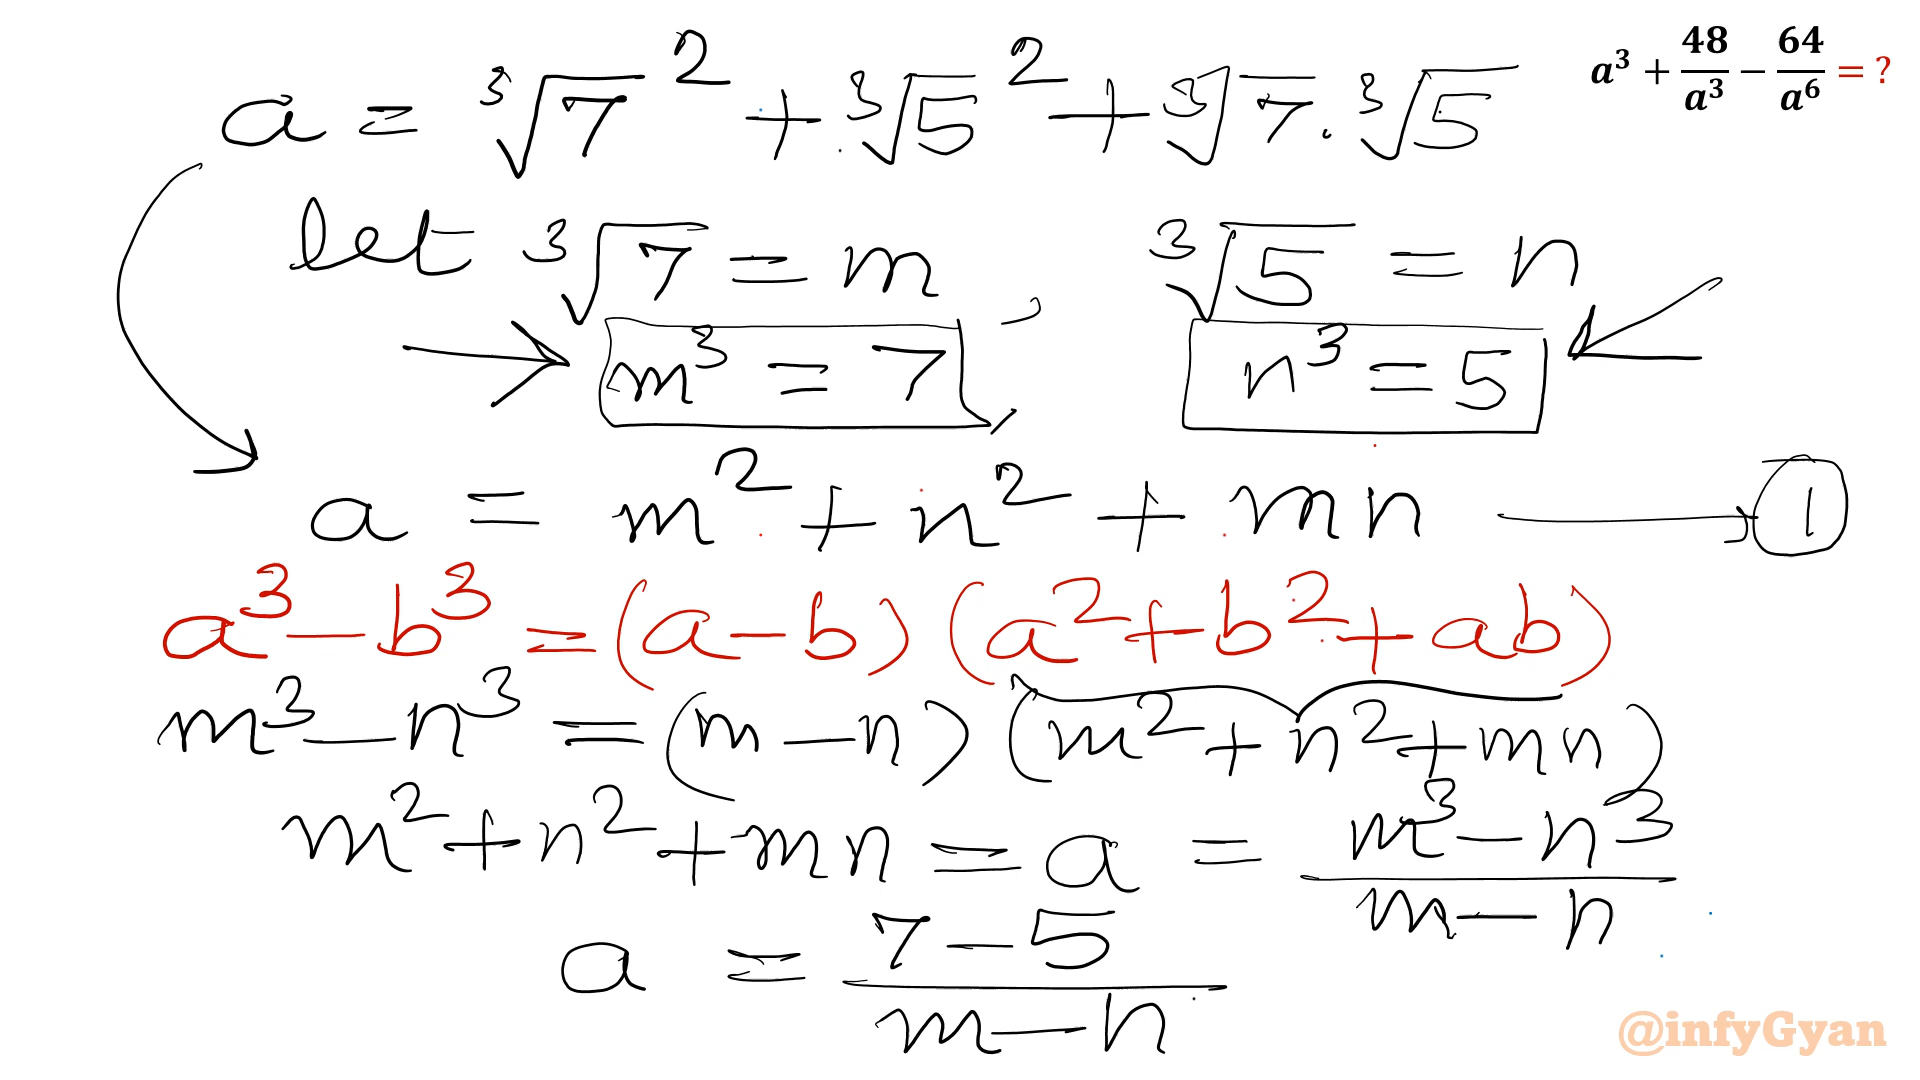 a = ∛7² + ∛5² + ∛7 . ∛5
a³ + 48/a³ − 64/a⁶ = ?
let ∛7 = m , ∛5 = n
m³ = 7 , n³ = 5
a = m² + n² + mn → 1
a³ − b³ = (a − b) (a² + b² + ab)
m³ − n³ = (m − n) (m² + n² + mn)
m² + n² + mn = a = (m³ − n³)/(m − n)
a = (7 − 5)/(m − n)
@infyGyan